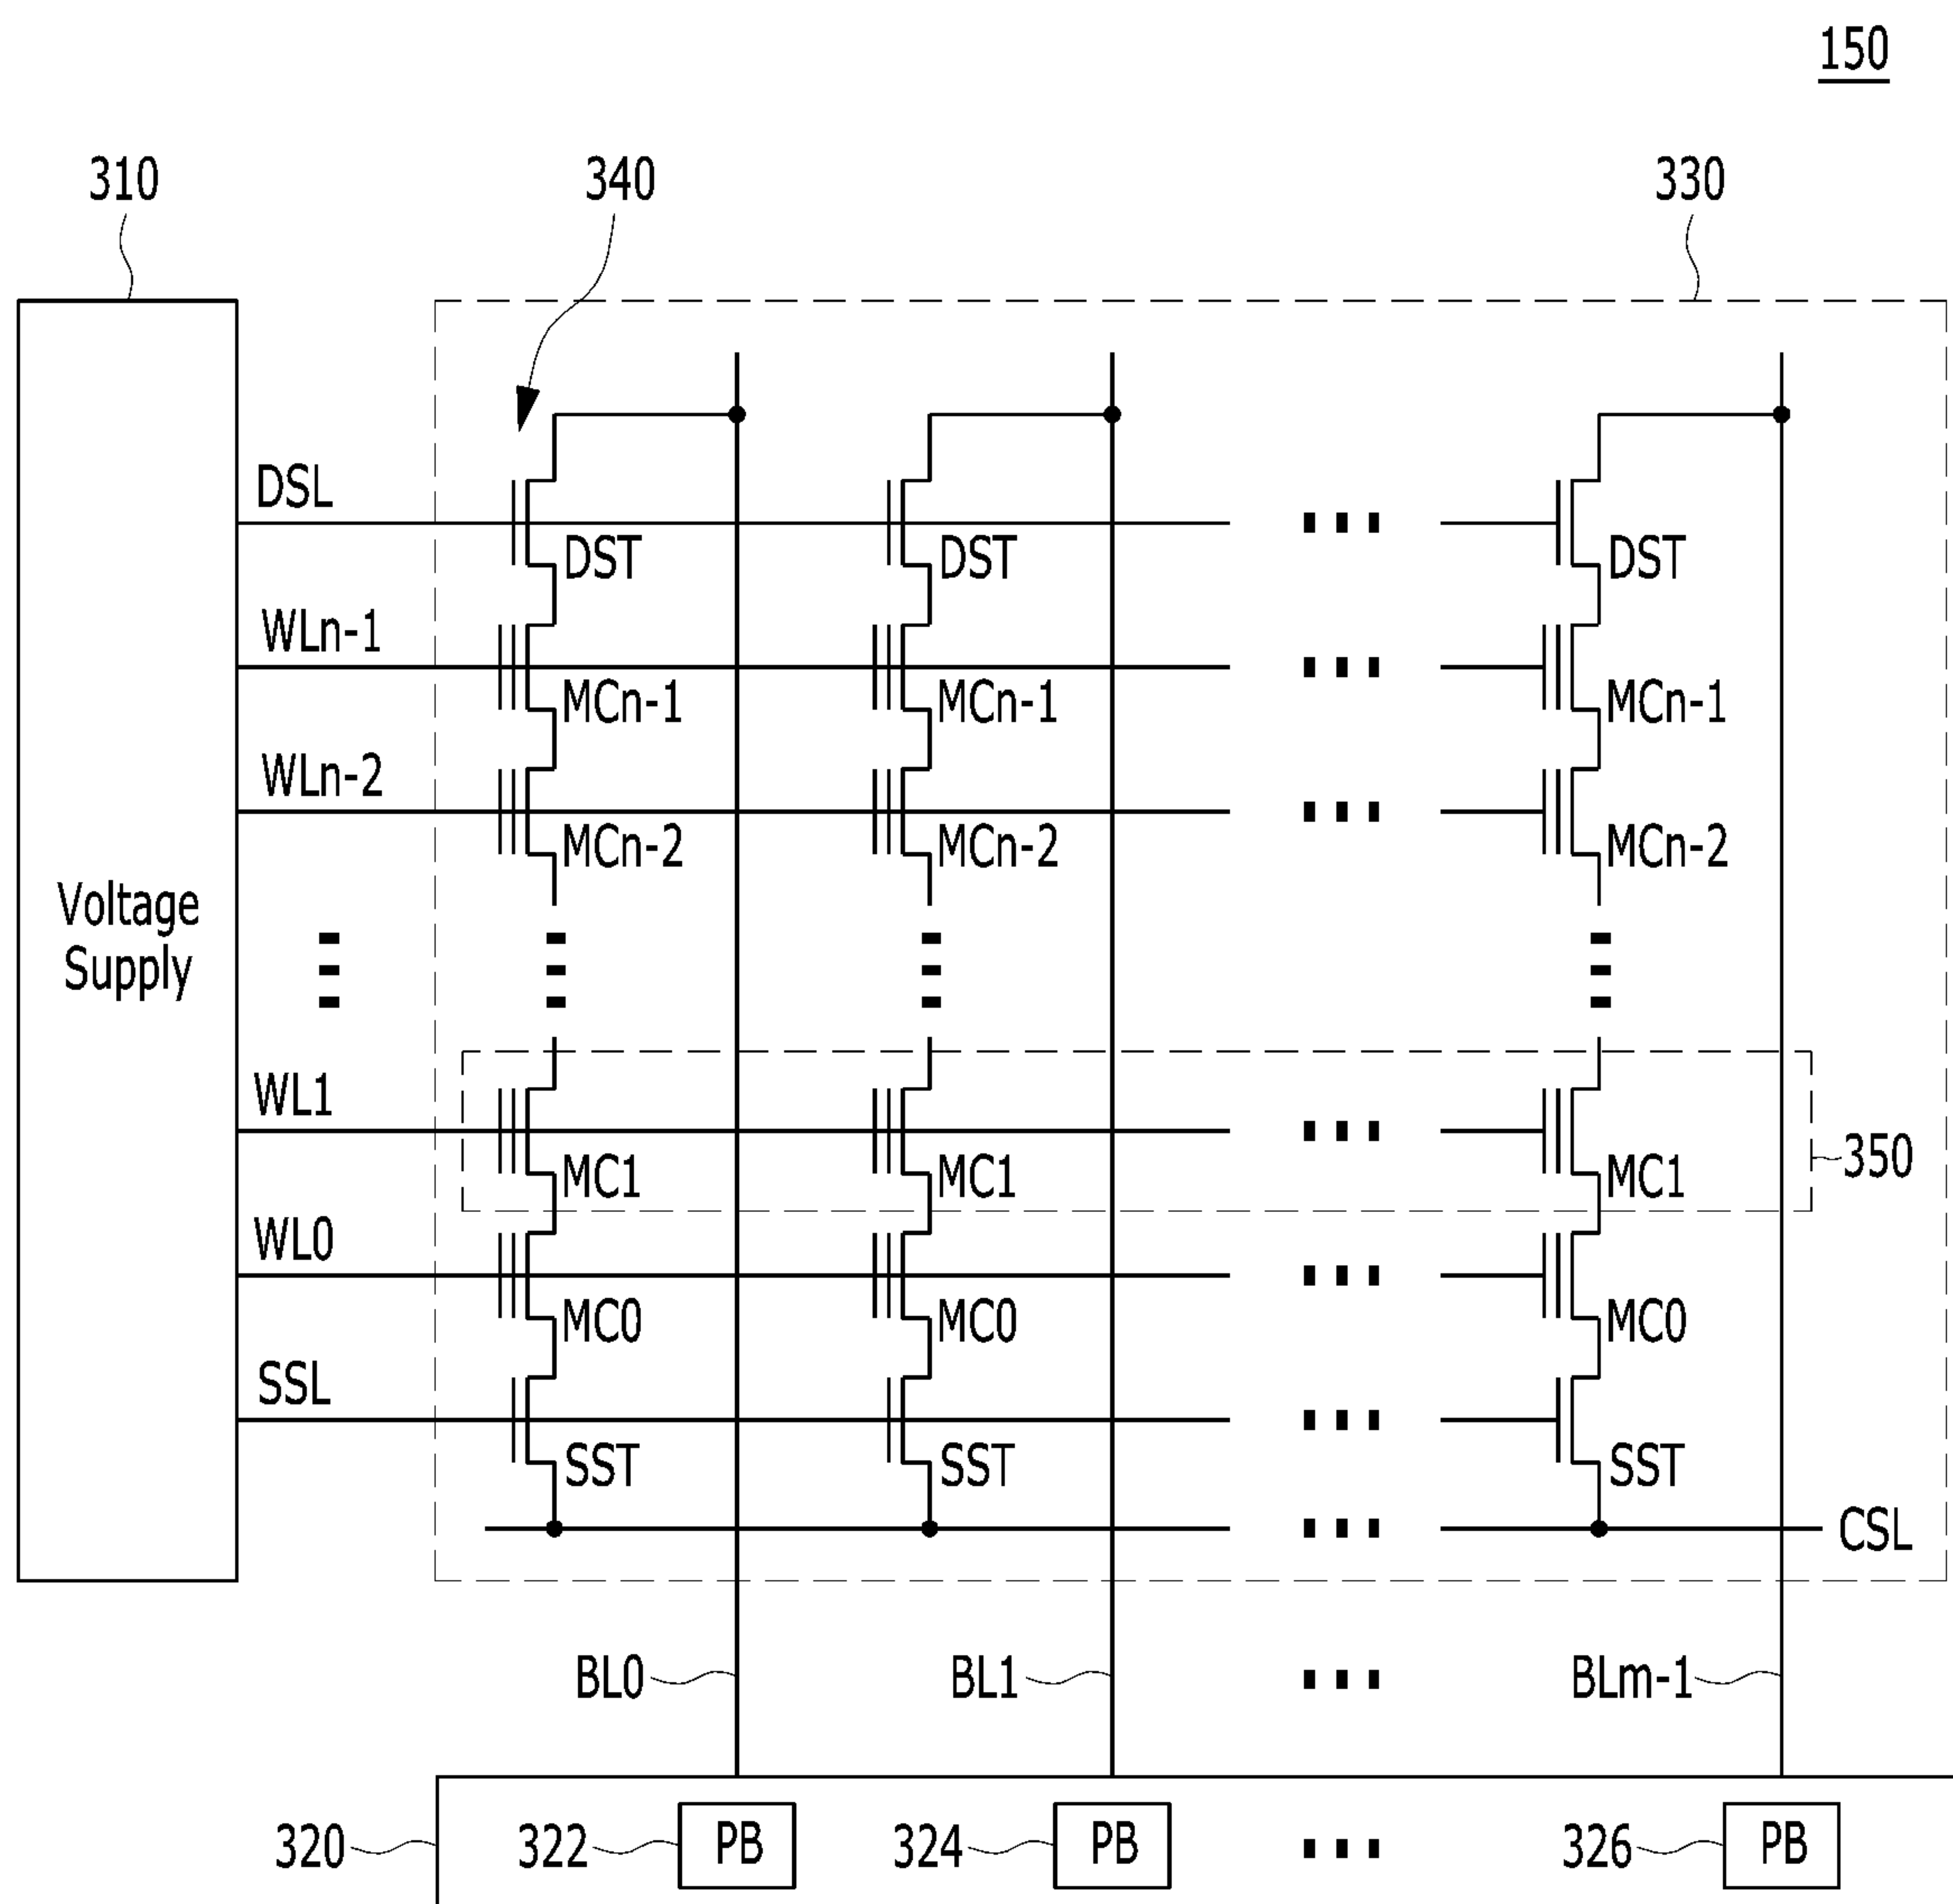 150
310
340
330
DSL
DST DST DST
WLn-1
MCn-1 MCn-1 MCn-1
WLn-2
MCn-2 MCn-2 MCn-2
Voltage
Supply
WL1
MC1 MC1 MC1
350
WL0
MC0 MC0 MC0
SSL
SST SST SST
CSL
BL0 BL1 BLm-1
320 322 PB 324 PB 326 PB